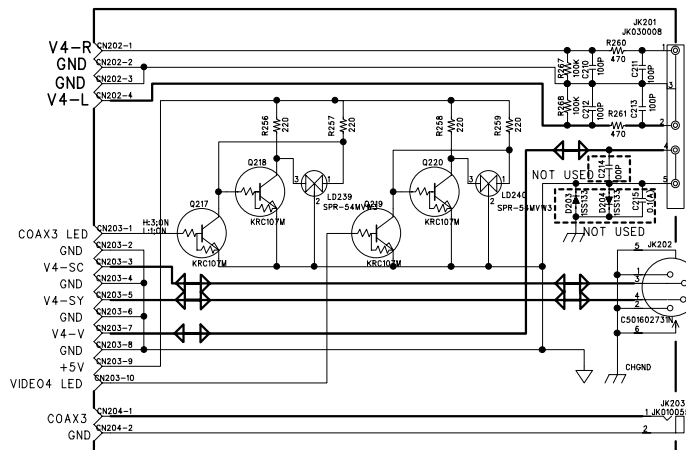 JK201
JK030008
V4-R CN202-1
GND CN202-2
GND CN202-3
V4-L CN202-4
R260
470
R267
100K
C210
100P
C211
100P
R268
100K
C212
100P
C213
100P
R261
470
1
3
2
4
5
R256
220
R257
220
R258
220
R259
220
Q218
Q220
3 1
2
3 1
2
LD239
SPR-54MVW3
LD240
SPR-54MVW3
KRC107M
KRC107M
Q217
Q219
KRC107M
KRC107M
H:3:ON
L:I:ON
C214
100P
NOT USED
D203
1SS133
D204
1SS133
C215
0.1(A)
NOT USED
COAX3 LED CN203-1
GND CN203-2
V4-SC CN203-3
GND CN203-4
V4-SY CN203-5
GND CN203-6
V4-V CN203-7
GND CN203-8
+5V CN203-9
VIDEO4 LED CN203-10
JK202
5
1
3
4
2
6
C501602731N
CHGND
COAX3 CN204-1
GND CN204-2
JK203
1 JK01005
2